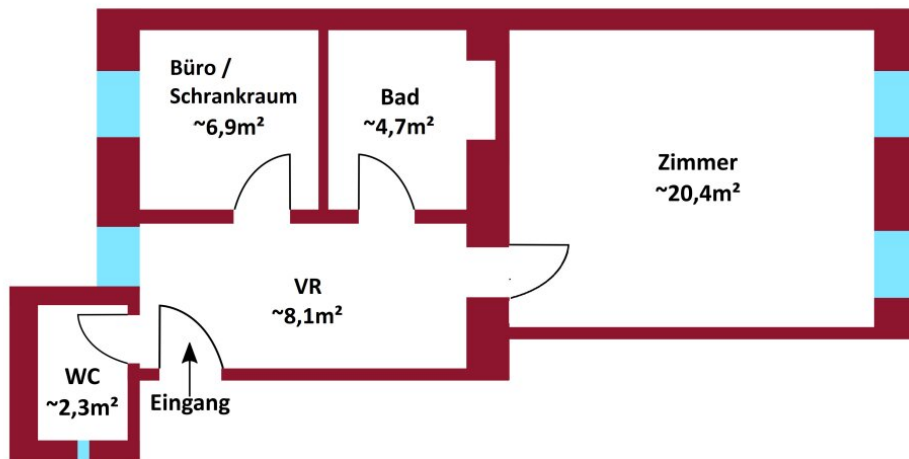 Büro /
Schrankraum
~6,9m²
Bad
~4,7m²
Zimmer
~20,4m²
VR
~8,1m²
WC
~2,3m²
Eingang